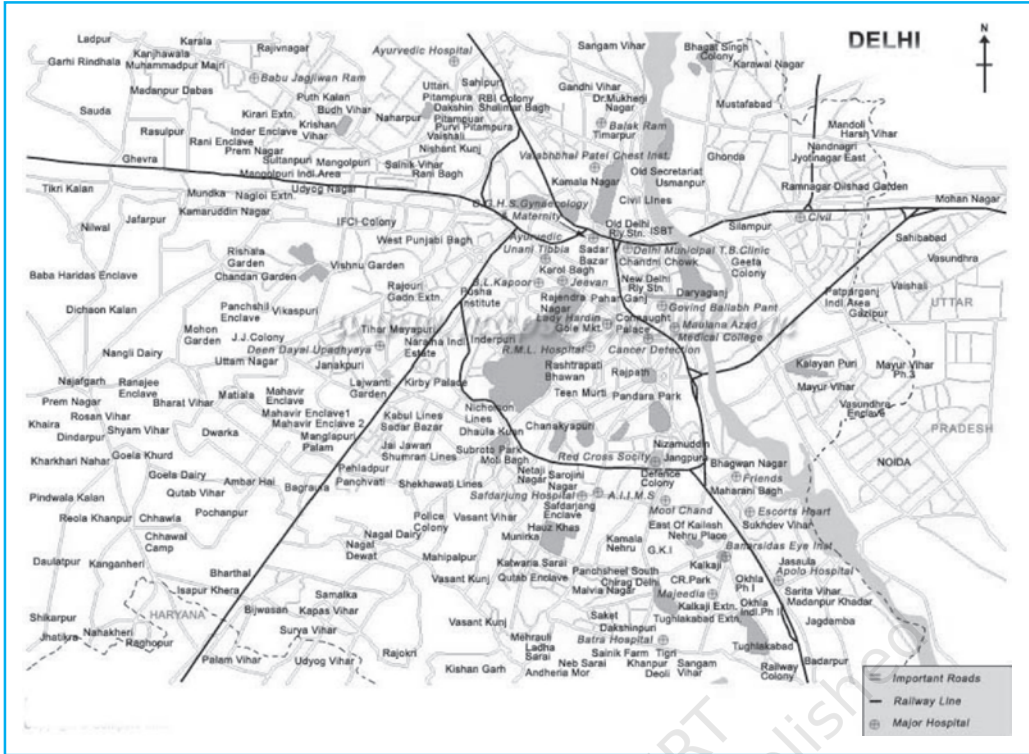 DELHI
N
Ladpur
Karala
Rajivnagar
Ayurvedic Hospital
Sangam Vihar
Bhagat Singh
Colony
Karawal Nagar
Garhi Rindhala
Kanjhawala
Muhammadpur Majri
Babu Jagjiwan Ram
Madanpur Dabas
Puth Kalan
Budh Vihar
Kirari Extn.
Krishan
Vihar
Naharpur
Uttari
Pitampura
Dakshin
Pitampuar
Purvi Pitampura
Vaishali
Nishant Kunj
Sahipur
RBI Colony
Shalimar Bagh
Gandhi Vihar
Dr.Mukherji
Nagar
Balak Ram
Timarpur
Mustafabad
Mandoli
Harsh Vihar
Nandnagri
Jyotinagar East
Sauda
Rasulpur
Inder Enclave
Rani Enclave
Prem Nagar
Ghevra
Sultanpuri
Mangolpuri
Mangolpuri Indl.Area
Sainik Vihar
Rani Bagh
Vallabhbhai Patel Chest Inst.
Old Secretariat
Ghonda
Usmanpur
Kamala Nagar
Tikri Kalan
Mundka
Nagloi Extn.
Udyog Nagar
Kamaruddin Nagar
C.G.H.S.Gynaecology
& Maternity
Civil Lines
Ramnagar
Dilshad Garden
Mohan Nagar
Civil
Nilwal
Jafarpur
IFCI-Colony
West Punjabi Bagh
Ayurvedic
Unani Tibbia
Sadar
Bazar
Old Delhi
Rly.Stn.
ISBT
Silampur
Sahibabad
Delhi Municipal T.B.Clinic
Chandni Chowk
Geeta
Colony
Rishala
Garden
Vishnu Garden
Chandan Garden
Baba Haridas Enclave
Karol Bagh
B.L.Kapoor
Jeevan
New Delhi
Rly Stn.
Daryaganj
Vasundhra
Vaishali
Rajouri
Gadn Extn.
Pusha
Institute
Rajendra
Nagar
Pahar Ganj
Govind Ballabh Pant
Patparganj
Indl Area
Gazipur
UTTAR
Dichaon Kalan
Panchshil
Enclave
Vikaspuri
Lady Hardin
Gole Mkt.
Connaught
Palace
Maulana Azad
Medical College
Mohon
Garden
J.J.Colony
Tihar
Mayapuri
Naraina Indl.
Estate
Inderpuri
Deen Dayal Upadhyaya
R.M.L. Hospital
Cancer Detection
Nangli Dairy
Uttam Nagar
Janakpuri
Rashtrapati
Bhawan
Rajpath
Kalayan Puri
Mayur Vihar
Ph.3
Mayur Vihar
Najafgarh
Ranajee
Enclave
Matiala
Mahavir
Enclave
Lajwanti
Garden
Kirby Palace
Teen Murti
Pandara Park
Vasundhra
Enclave
Prem Nagar
Bharat Vihar
Rosan Vihar
Mahavir Enclave1
Mahavir Enclave 2
Kabul Lines
Sadar Bazar
Nicholson
Lines
Chanakyapuri
PRADESH
Khaira
Shyam Vihar
Dwarka
Manglapuri
Palam
Dhaula Kuan
Nizamuddin
Dindarpur
Jai Jawan
Shumran Lines
Subroto Park
Moti Bagh
Red Cross Socity
Jangpura
NOIDA
Kharkhari Nahar
Goela Khurd
Pehladpur
Panchvati
Bhagwan Nagar
Goela Dairy
Ambar Hai
Bagraura
Shekhawati Lines
Netaji
Nagar
Sarojini
Nagar
Defance
Colony
Friends
Maharani Bagh
Pindwala Kalan
Qutab Vihar
Safdarjung Hospital
A.I.I.M.S
Safdarjang
Enclave
Mool Chand
Escorts Heart
Sukhdev Vihar
Reola Khanpur
Chhawla
Pochanpur
Police
Colony
Vasant Vihar
Hauz Khas
Munirka
East Of Kailash
Nehru Place
Chhawal
Camp
Nagal Dairy
Nagal
Dewat
Kamala
Nehru
G.K.I
Banarsidas Eye Inst
Daulatpur
Kanganheri
Mahipalpur
Katwaria Sarai
Qutab Enclave
Kalkaji
Jasaula
Apolo Hospital
Bharthal
Vasant Kunj
Panchsheel South
Chirag Delhi
Malvia Nagar
CR.Park
Okhla
Ph I
Majeedia
Sarita Vihar
Isapur Khera
Samalka
Kalkaji Extn.
Okhla
Indl.Ph II
Madanpur Khadar
HARYANA
Bijwasan
Kapas Vihar
Shikarpur
Saket
Dakshinpuri
Tughlakabad Extn.
Jagdamba
Vasant Kunj
Jhatikra
Nahakheri
Raghopur
Surya Vihar
Mehrauli
Ladha
Sarai
Batra Hospital
Tughlakabad
Palam Vihar
Udyog Vihar
Rajokri
Sainik Farm
Tigri
Kishan Garh
Neb Sarai
Andheria Mor
Khanpur
Deoli
Sangam
Vihar
Railway
Colony
Badarpur
Important Roads
Railway Line
Major Hospital